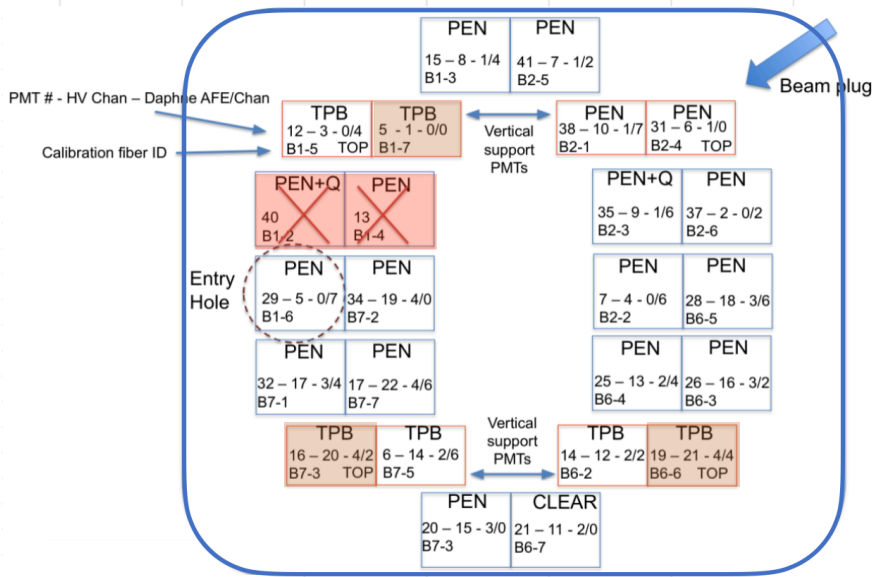 PEN PEN
15 – 8 - 1/4 41 – 7 - 1/2
B1-3 B2-5
Beam plug
PMT # - HV Chan – Daphne AFE/Chan
Calibration fiber ID
TPB TPB
12 – 3 - 0/4 5 - 1 - 0/0
B1-5 TOP B1-7
Vertical
support
PMTs
PEN PEN
38 – 10 - 1/7 31 – 6 - 1/0
B2-1 B2-4 TOP
PEN+Q PEN
40 13
B1-2 B1-4
PEN+Q PEN
35 – 9 - 1/6 37 – 2 - 0/2
B2-3 B2-6
Entry
Hole
PEN PEN
29 – 5 - 0/7 34 – 19 - 4/0
B1-6 B7-2
PEN PEN
7 – 4 - 0/6 28 – 18 - 3/6
B2-2 B6-5
PEN PEN
32 – 17 - 3/4 17 – 22 - 4/6
B7-1 B7-7
PEN PEN
25 – 13 - 2/4 26 – 16 - 3/2
B6-4 B6-3
TPB TPB
16 – 20 - 4/2 6 – 14 - 2/6
B7-3 TOP B7-5
Vertical
support
PMTs
TPB TPB
14 – 12 - 2/2 19 – 21 - 4/4
B6-2 B6-6 TOP
PEN CLEAR
20 – 15 - 3/0 21 – 11 - 2/0
B7-3 B6-7